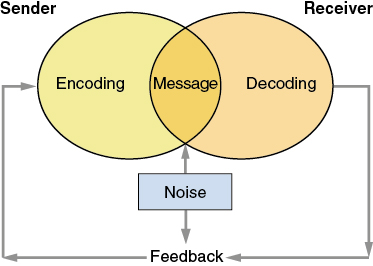 Sender
Receiver
Encoding
Message
Decoding
Noise
Feedback